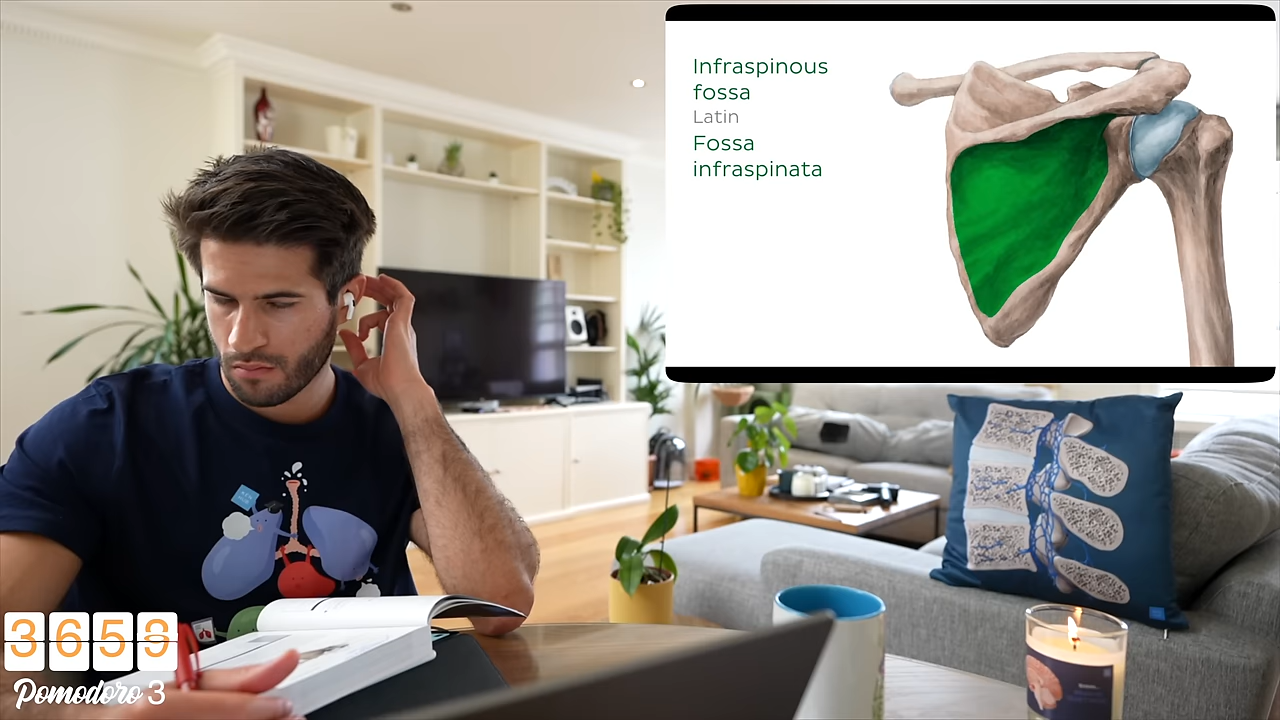 Infraspinous
fossa
Latin
Fossa
infraspinata
3659
Pomodoro 3